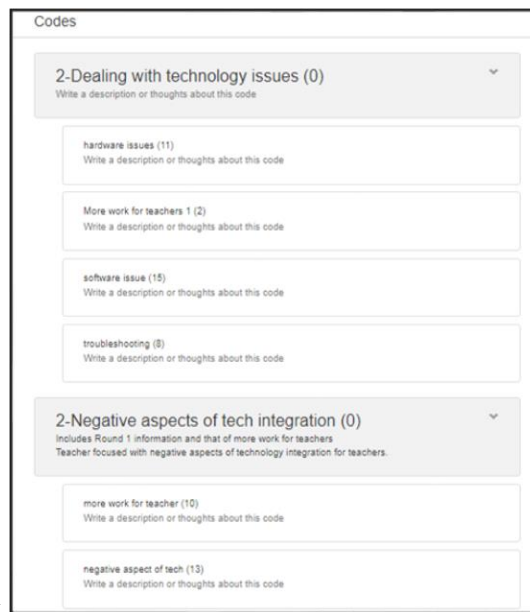 Codes
2-Dealing with technology issues (0)
Write a description or thoughts about this code
hardware issues (11)
Write a description or thoughts about this code
More work for teachers 1 (2)
Write a description or thoughts about this code
software issue (15)
Write a description or thoughts about this code
troubleshooting (8)
Write a description or thoughts about this code
2-Negative aspects of tech integration (0)
Includes Round 1 information and that of more work for teachers
Teacher focused with negative aspects of technology integration for teachers.
more work for teacher (10)
Write a description or thoughts about this code
negative aspect of tech (13)
Write a description or thoughts about this code